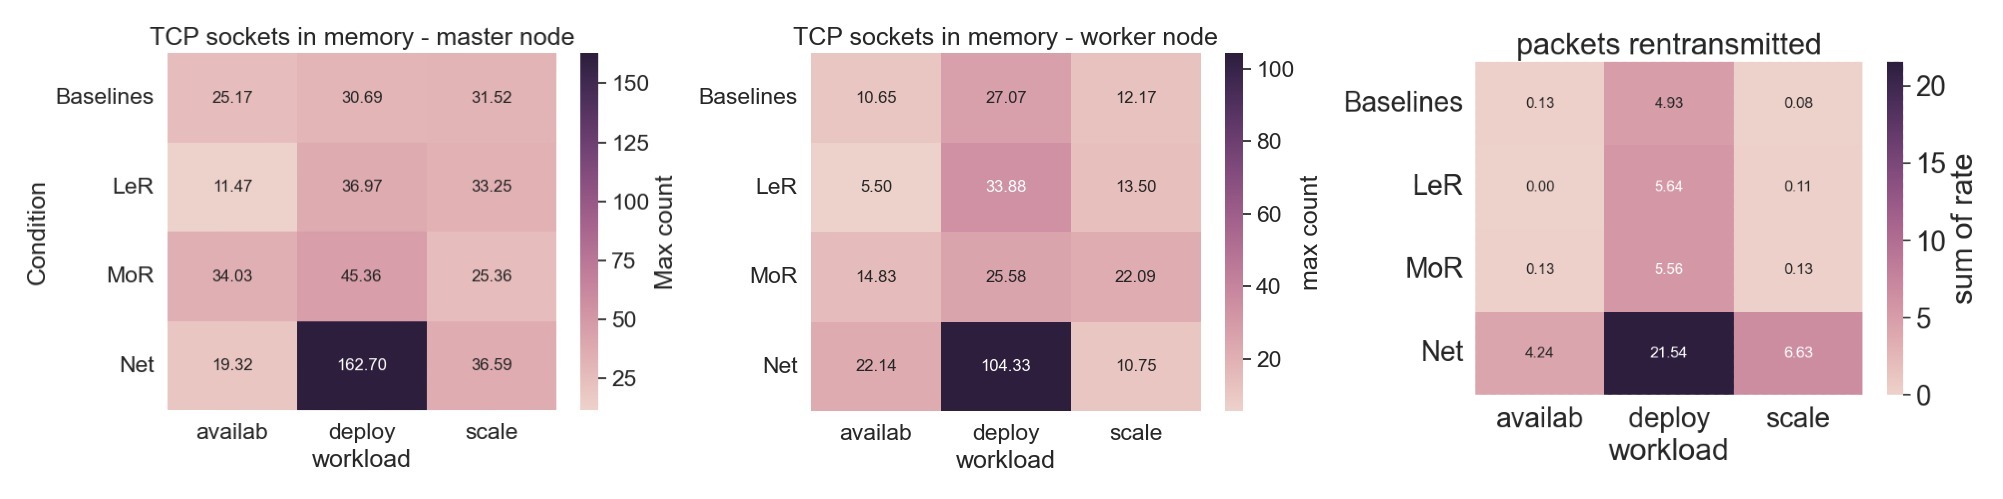 TCP sockets in memory - master node
Condition
Baselines 25.17 30.69 31.52
LeR 11.47 36.97 33.25
MoR 34.03 45.36 25.36
Net 19.32 162.70 36.59
availab deploy scale
workload
150
125
100
75
50
25
Max count
TCP sockets in memory - worker node
Baselines 10.65 27.07 12.17
LeR 5.50 33.88 13.50
MoR 14.83 25.58 22.09
Net 22.14 104.33 10.75
availab deploy scale
workload
100
80
60
40
20
max count
packets rentransmitted
Baselines 0.13 4.93 0.08
LeR 0.00 5.64 0.11
MoR 0.13 5.56 0.13
Net 4.24 21.54 6.63
availab deploy scale
workload
20
15
10
5
0
sum of rate